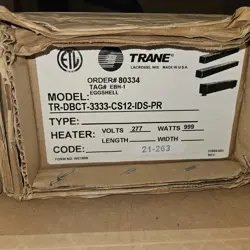 ETL
TRANE
LACROSSE, WIS. MADE IN U.S.A.
ORDER# 80334
TAG# EBH-1
EGGSHELL
MODEL:
TR-DBCT-3333-CS12-IDS-PR
TYPE:
HEATER: VOLTS 277 WATTS 999
LENGTH WIDTH
CODE: 21-263